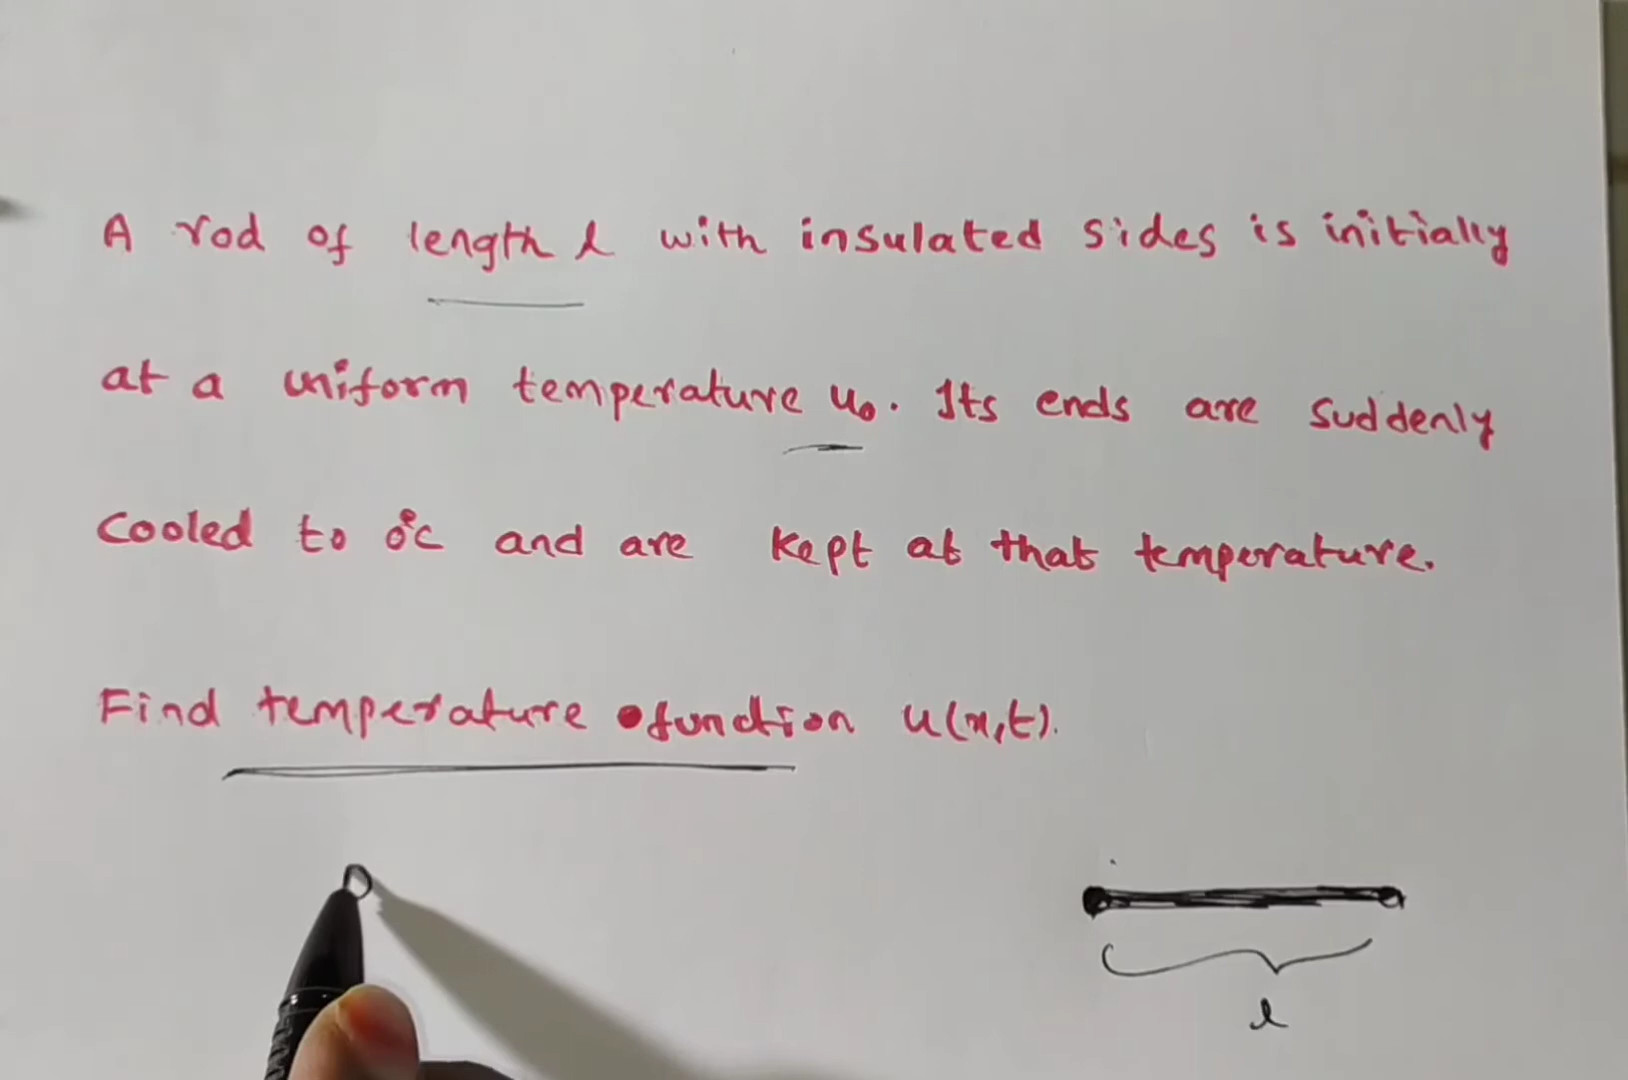 A rod of length l with insulated sides is initially
at a uniform temperature u₀. Its ends are suddenly
Cooled to 0°C and are kept at that temperature.
Find temperature function u(x,t).
l